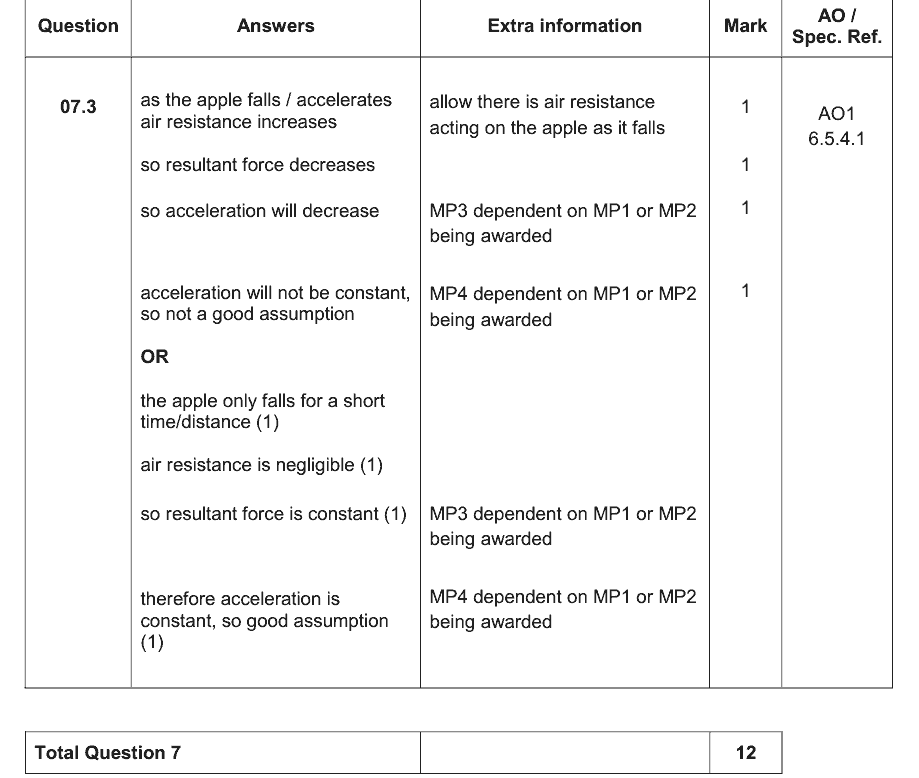 Question Answers Extra information Mark AO /
Spec. Ref.
07.3 as the apple falls / accelerates
air resistance increases
allow there is air resistance
acting on the apple as it falls
1
AO1
6.5.4.1
so resultant force decreases 1
so acceleration will decrease MP3 dependent on MP1 or MP2
being awarded
1
acceleration will not be constant,
so not a good assumption
MP4 dependent on MP1 or MP2
being awarded
1
OR
the apple only falls for a short
time/distance (1)
air resistance is negligible (1)
so resultant force is constant (1) MP3 dependent on MP1 or MP2
being awarded
therefore acceleration is
constant, so good assumption
(1)
MP4 dependent on MP1 or MP2
being awarded
Total Question 7 12